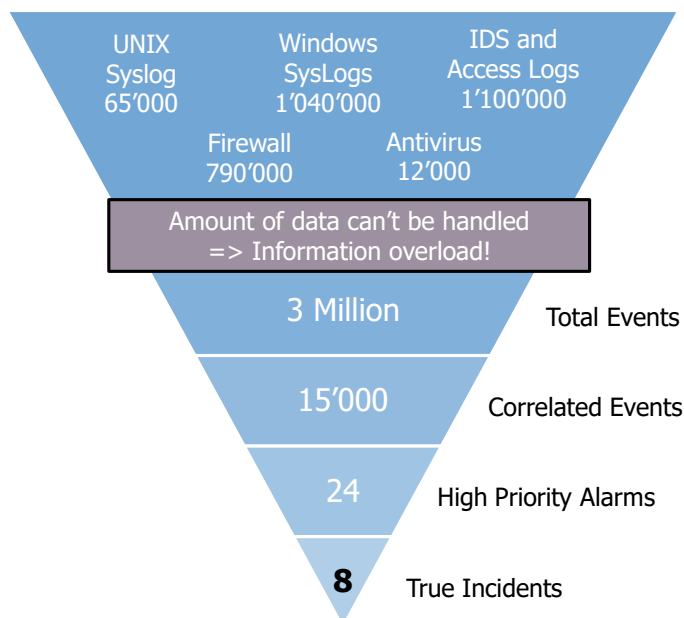 UNIX
Syslog
65’000
Windows
SysLogs
1’040’000
IDS and
Access Logs
1’100’000
Firewall
790’000
Antivirus
12’000
Amount of data can’t be handled
=> Information overload!
3 Million
Total Events
15’000
Correlated Events
24
High Priority Alarms
8
True Incidents